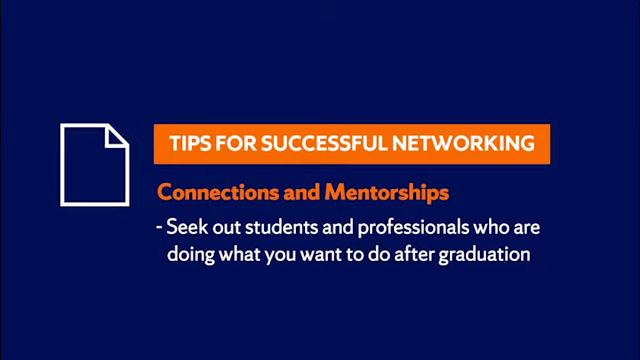 TIPS FOR SUCCESSFUL NETWORKING
Connections and Mentorships
- Seek out students and professionals who are
doing what you want to do after graduation